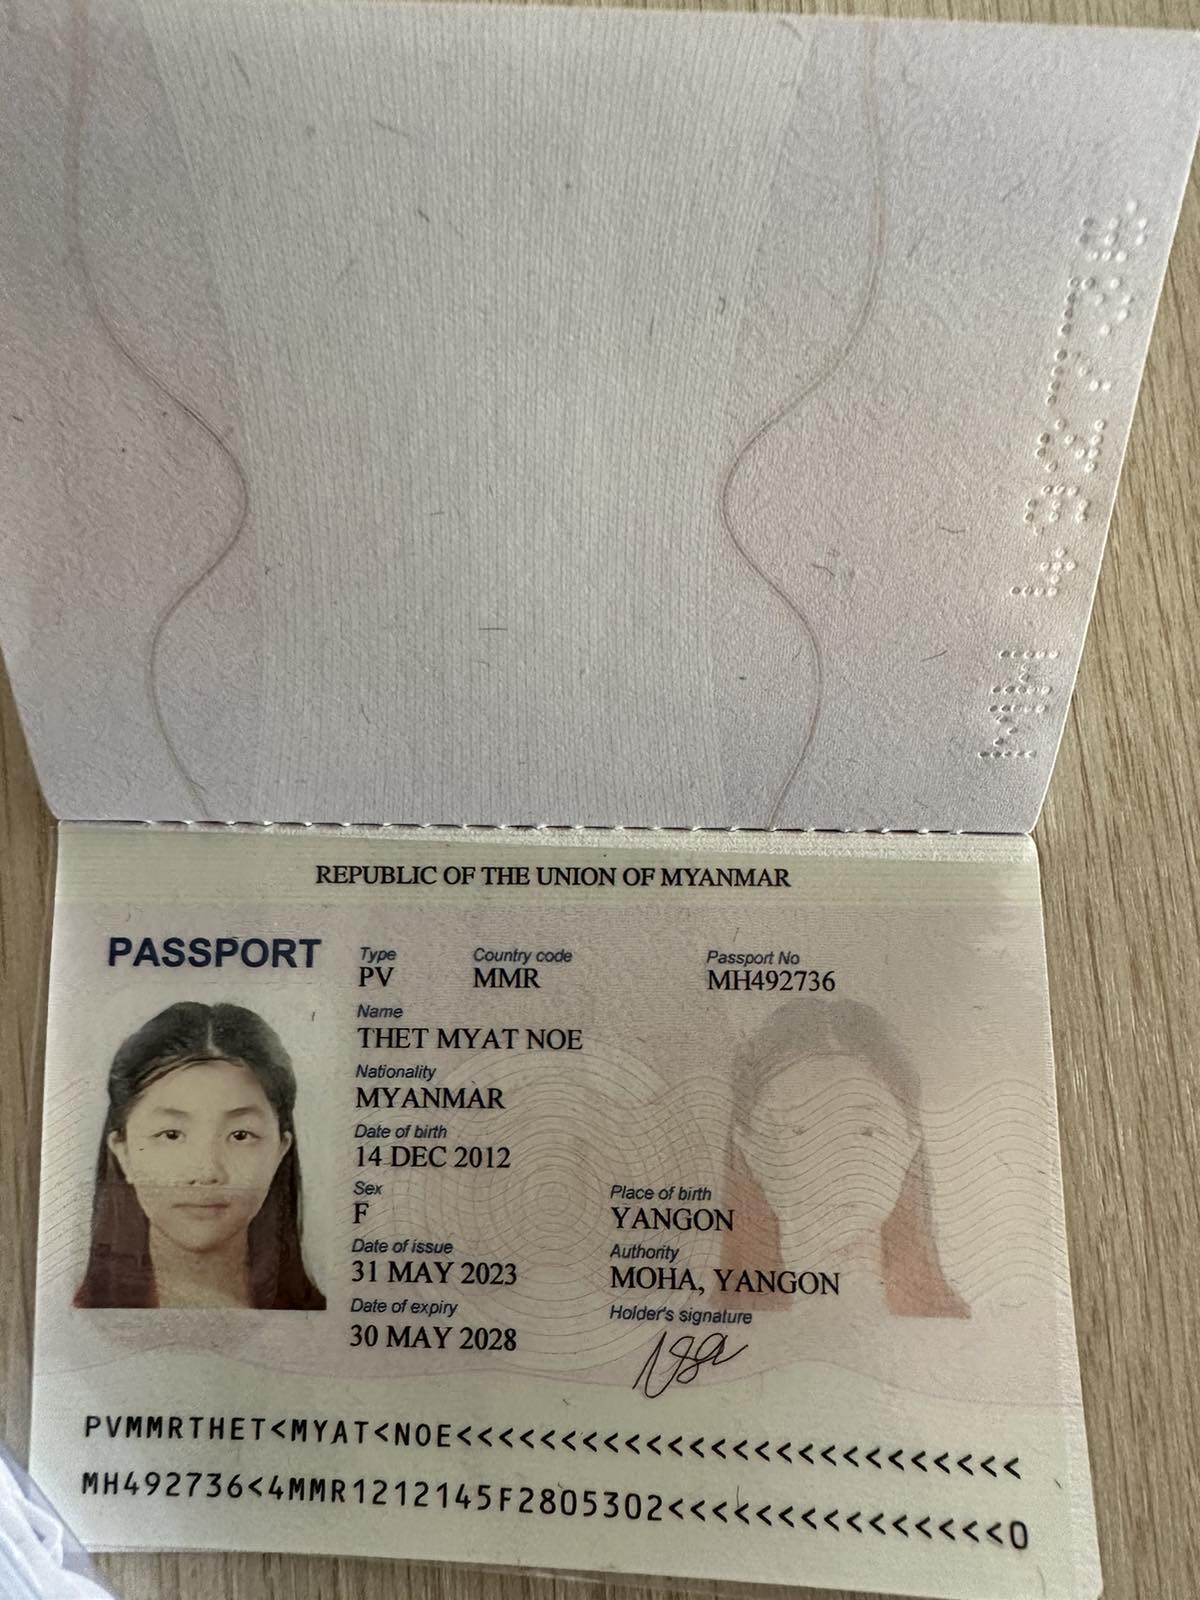 MH 492736
REPUBLIC OF THE UNION OF MYANMAR
PASSPORT
Type Country code Passport No
PV MMR MH492736
Name
THET MYAT NOE
Nationality
MYANMAR
Date of birth
14 DEC 2012
Sex Place of birth
F YANGON
Date of issue Authority
31 MAY 2023 MOHA, YANGON
Date of expiry Holder's signature
30 MAY 2028
PVMMRTHET<MYAT<NOE<<<<<<<<<<<<<<<<<<<<<<<<<<
MH492736<4MMR1212145F2805302<<<<<<<<<<<<<<<0